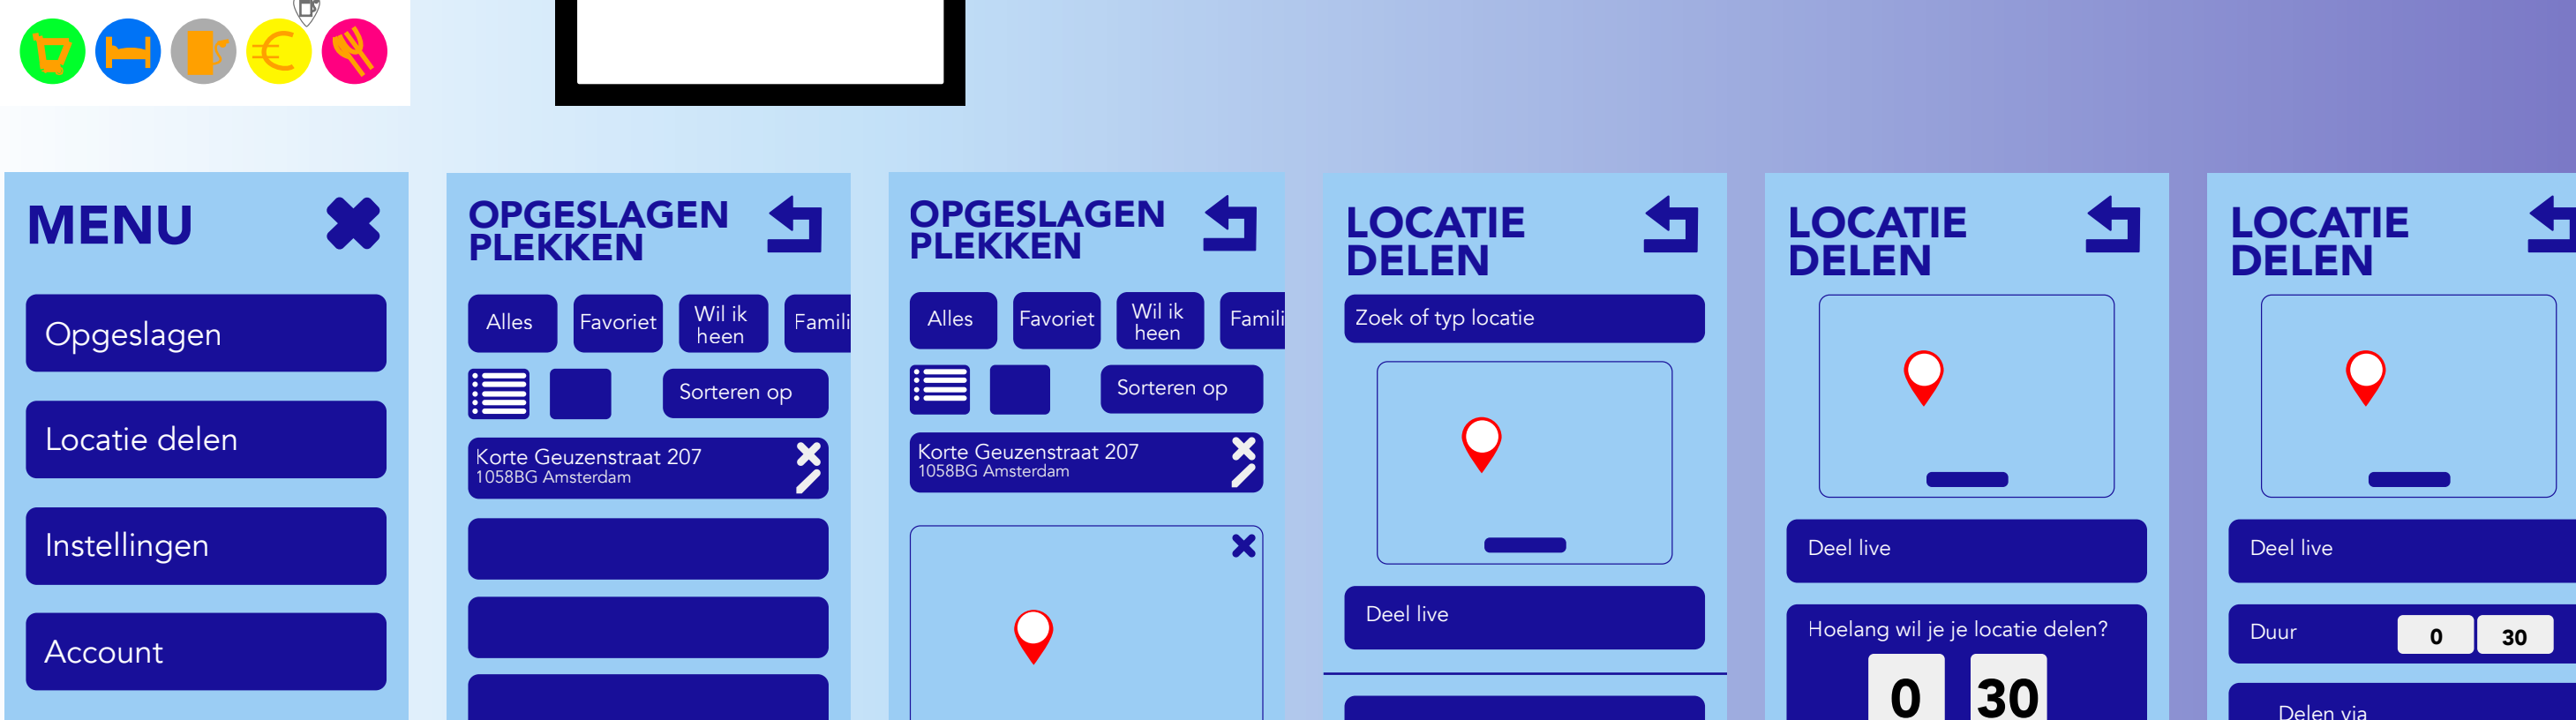 MENU
Opgeslagen
Locatie delen
Instellingen
Account
OPGESLAGEN
PLEKKEN
Alles
Favoriet
Wil ik
heen
Famili
Sorteren op
Korte Geuzenstraat 207
1058BG Amsterdam
OPGESLAGEN
PLEKKEN
Alles
Favoriet
Wil ik
heen
Famili
Sorteren op
Korte Geuzenstraat 207
1058BG Amsterdam
LOCATIE
DELEN
Zoek of typ locatie
Deel live
LOCATIE
DELEN
Deel live
Hoelang wil je je locatie delen?
0 30
LOCATIE
DELEN
Deel live
Duur 0 30
Delen via